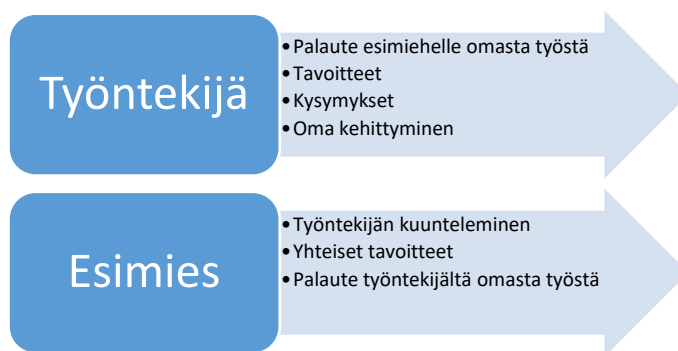 Työntekijä
•Palaute esimiehelle omasta työstä
•Tavoitteet
•Kysymykset
•Oma kehittyminen
Esimies
•Työntekijän kuunteleminen
•Yhteiset tavoitteet
•Palaute työntekijältä omasta työstä